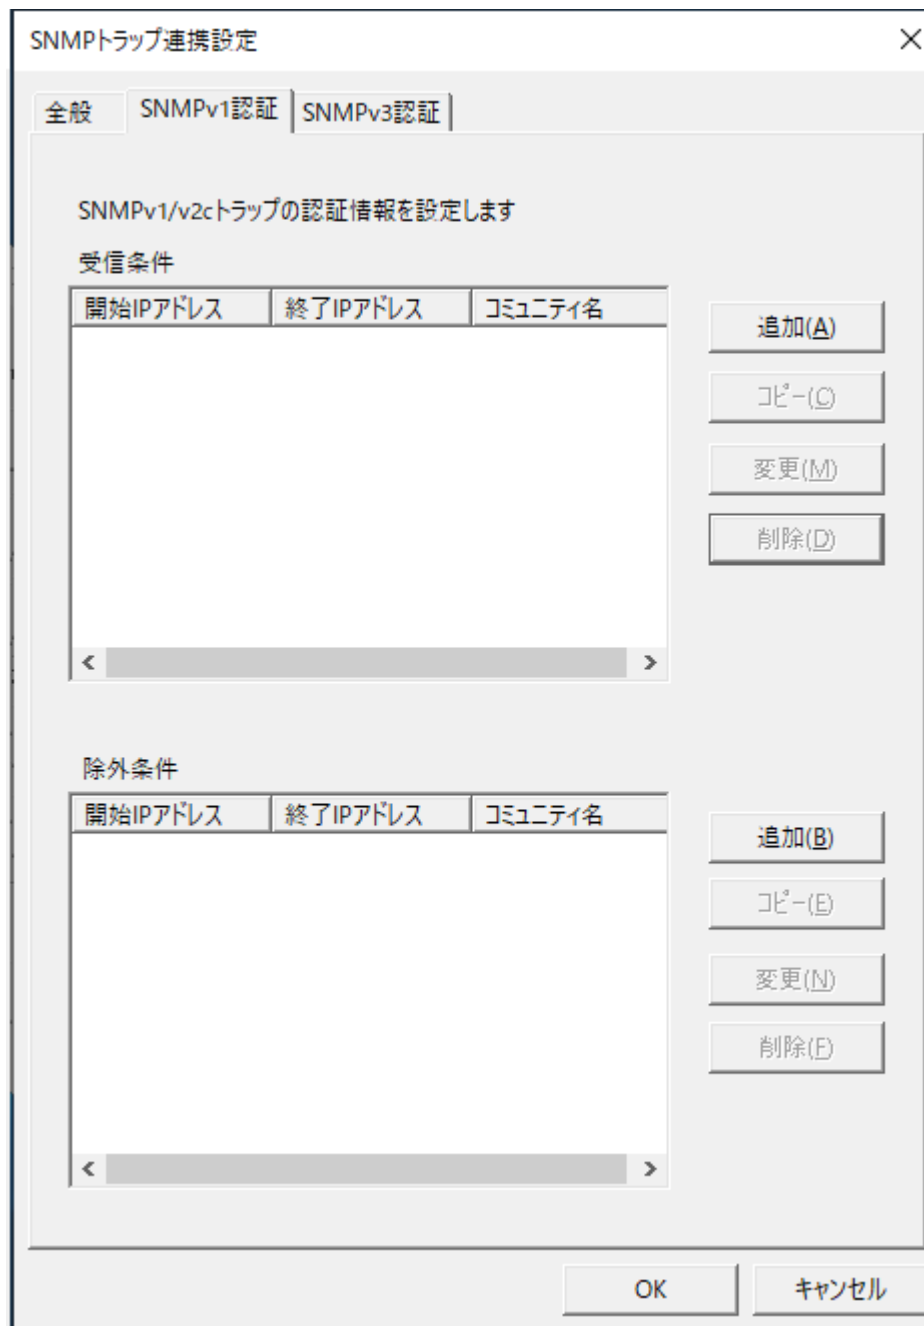 SNMPトラップ連携設定
全般 SNMPv1認証 SNMPv3認証
SNMPv1/v2cトラップの認証情報を設定します
受信条件
開始IPアドレス 終了IPアドレス コミュニティ名
追加(A)
コピー(C)
変更(M)
削除(D)
除外条件
開始IPアドレス 終了IPアドレス コミュニティ名
追加(B)
コピー(E)
変更(N)
削除(F)
OK キャンセル